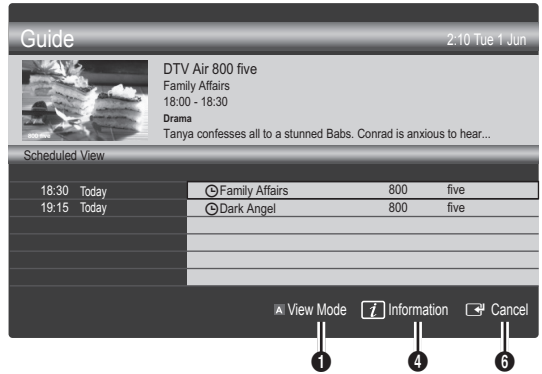 Guide 2:10 Tue 1 Jun
DTV Air 800 five
Family Affairs
18:00 - 18:30
Drama
Tanya confesses all to a stunned Babs. Conrad is anxious to hear...
800 five
Scheduled View
18:30 Today Family Affairs 800 five
19:15 Today Dark Angel 800 five
A View Mode i Information Cancel
1 4 6